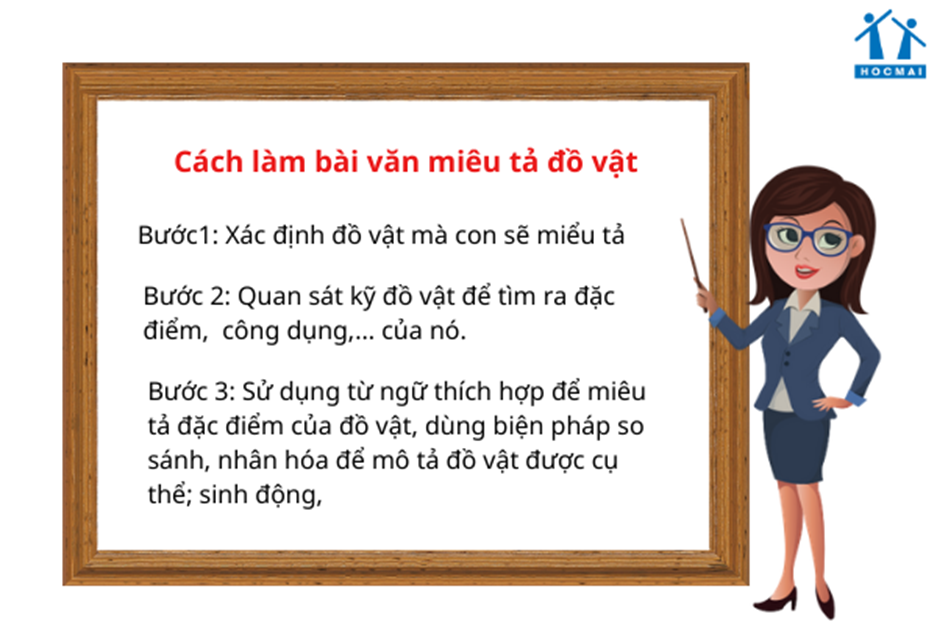 HOCMAI
Cách làm bài văn miêu tả đồ vật
Bước1: Xác định đồ vật mà con sẽ miểu tả
Bước 2: Quan sát kỹ đồ vật để tìm ra đặc
điểm, công dụng,... của nó.
Bước 3: Sử dụng từ ngữ thích hợp để miêu
tả đặc điểm của đồ vật, dùng biện pháp so
sánh, nhân hóa để mô tả đồ vật được cụ
thể; sinh động,